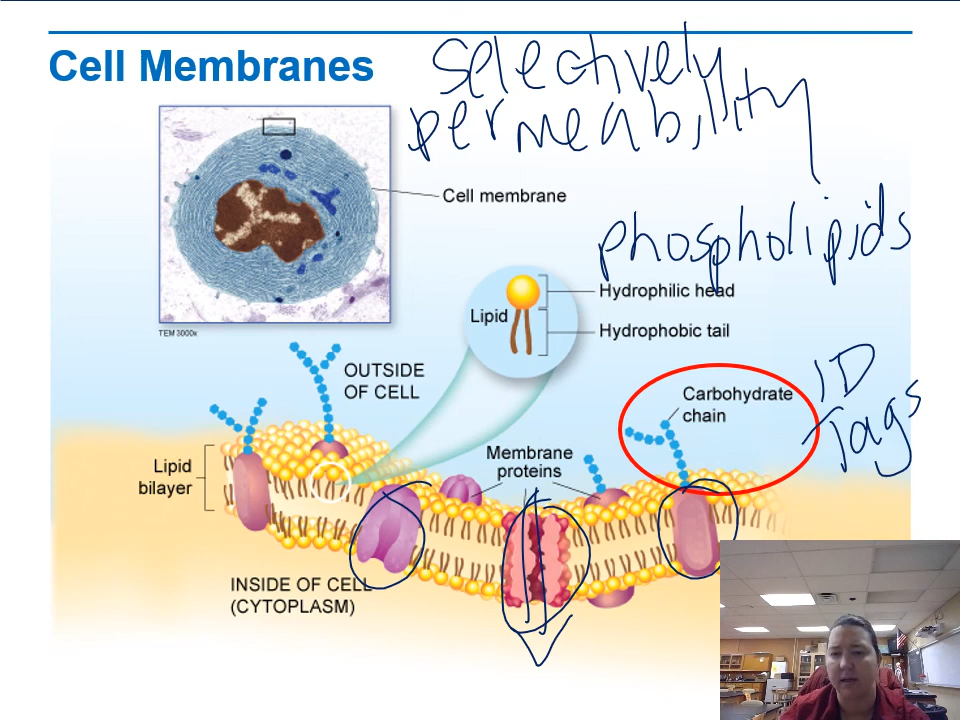 Cell Membranes
selectively
permeability
Cell membrane
phospholipids
Hydrophilic head
Lipid
Hydrophobic tail
TEM 3000x
OUTSIDE
OF CELL
ID
Tags
Carbohydrate
chain
Membrane
proteins
Lipid
bilayer
INSIDE OF CELL
(CYTOPLASM)